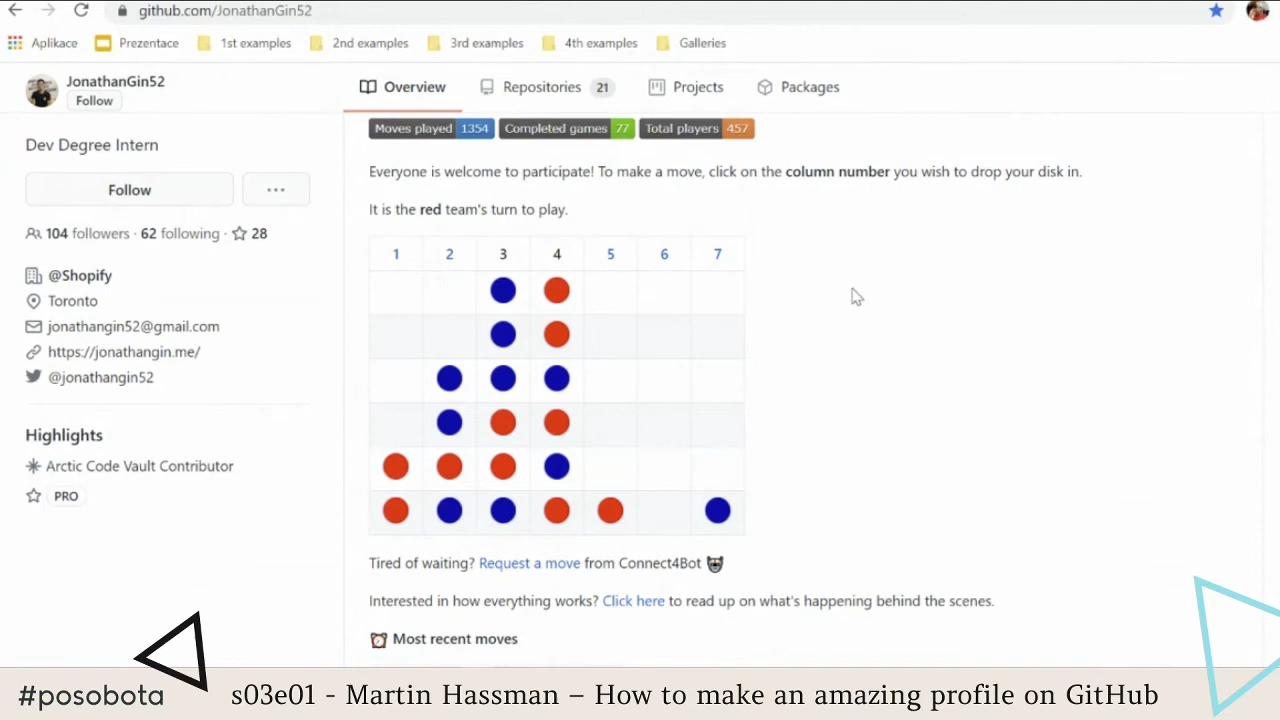 github.com/JonathanGin52
Aplikace Prezentace 1st examples 2nd examples 3rd examples 4th examples Galleries
JonathanGin52
Follow
Overview Repositories 21 Projects Packages
Dev Degree Intern
Follow
104 followers · 62 following · 28
@Shopify
Toronto
jonathangin52@gmail.com
https://jonathangin.me/
@jonathangin52
Highlights
Arctic Code Vault Contributor
PRO
Moves played 1354 Completed games 77 Total players 457
Everyone is welcome to participate! To make a move, click on the column number you wish to drop your disk in.
It is the red team's turn to play.
1 2 3 4 5 6 7
Tired of waiting? Request a move from Connect4Bot
Interested in how everything works? Click here to read up on what's happening behind the scenes.
Most recent moves
#posobota s03e01 - Martin Hassman – How to make an amazing profile on GitHub